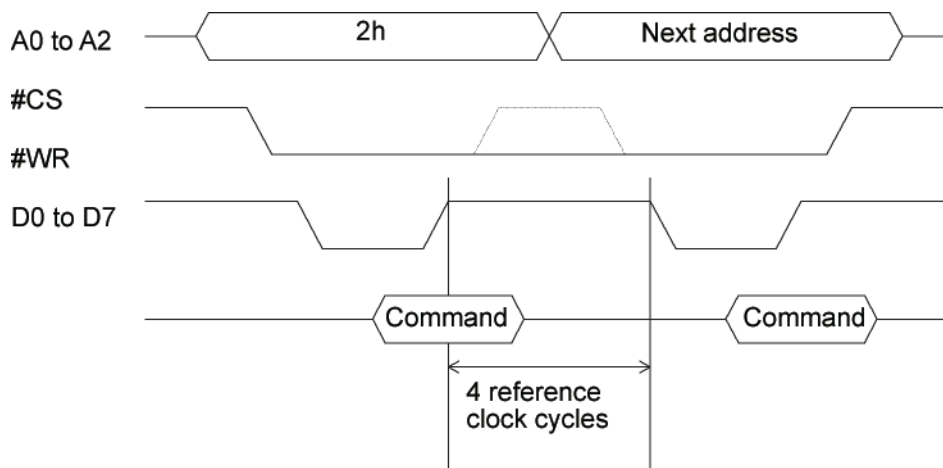 A0 to A2
2h
Next address
#CS
#WR
D0 to D7
Command
Command
4 reference
clock cycles